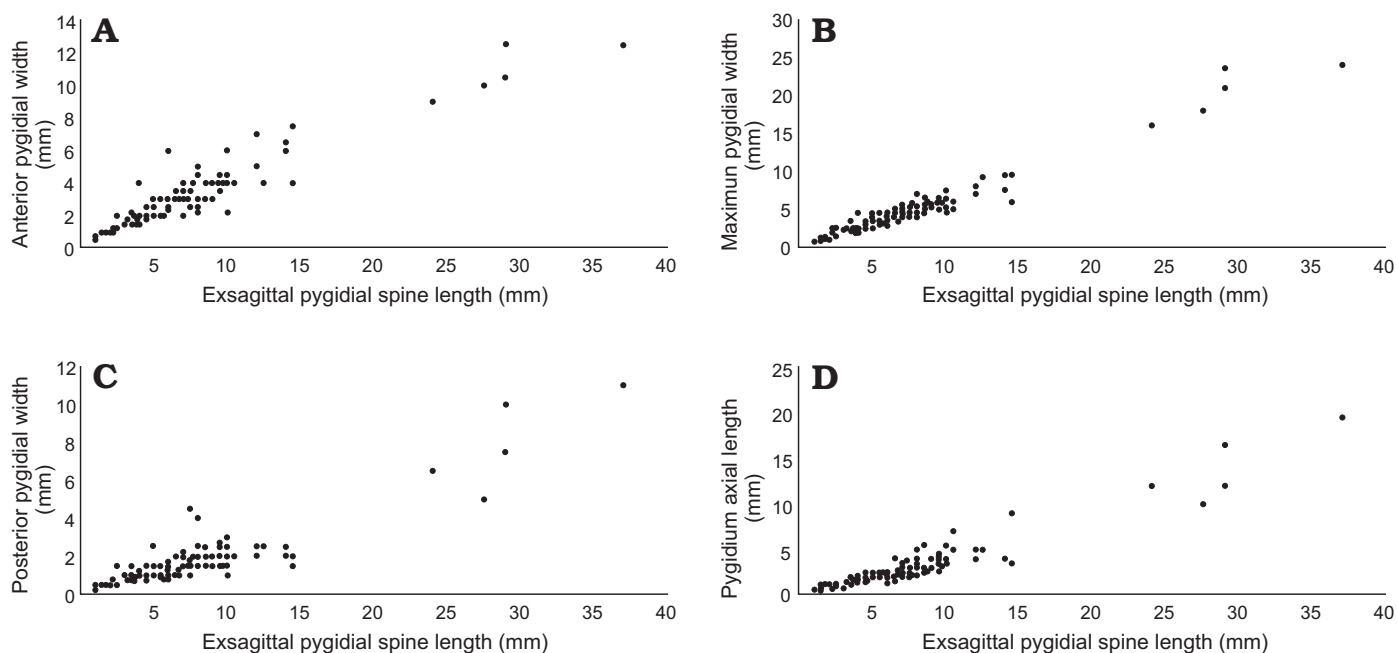 A
Anterior pygidial width
(mm)
14
12
10
8
6
4
2
0
5 10 15 20 25 30 35 40
Exsagittal pygidial spine length (mm)
B
Maximun pygidial width
(mm)
30
25
20
15
10
5
0
5 10 15 20 25 30 35 40
Exsagittal pygidial spine length (mm)
C
Posterior pygidial width
(mm)
12
10
8
6
4
2
0
5 10 15 20 25 30 35 40
Exsagittal pygidial spine length (mm)
D
Pygidium axial length
(mm)
25
20
15
10
5
0
5 10 15 20 25 30 35 40
Exsagittal pygidial spine length (mm)